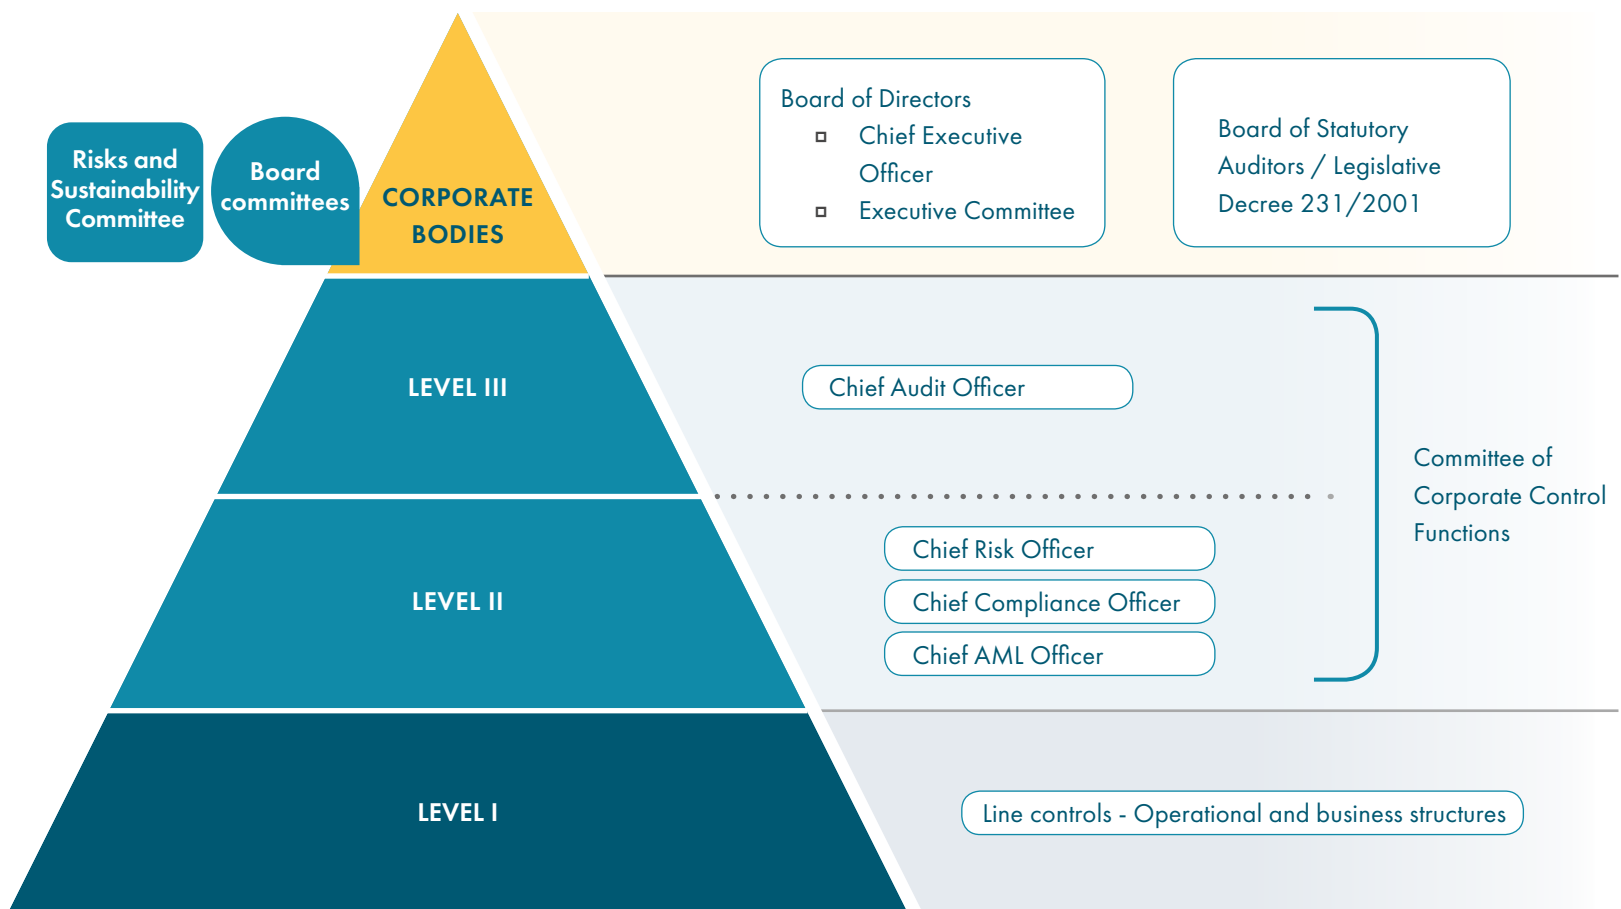 Risks and
Sustainability
Committee
Board
committees
CORPORATE
BODIES
Board of Directors
Chief Executive
Officer
Executive Committee
Board of Statutory
Auditors / Legislative
Decree 231/2001
LEVEL III
Chief Audit Officer
Committee of
Corporate Control
Functions
LEVEL II
Chief Risk Officer
Chief Compliance Officer
Chief AML Officer
LEVEL I
Line controls - Operational and business structures